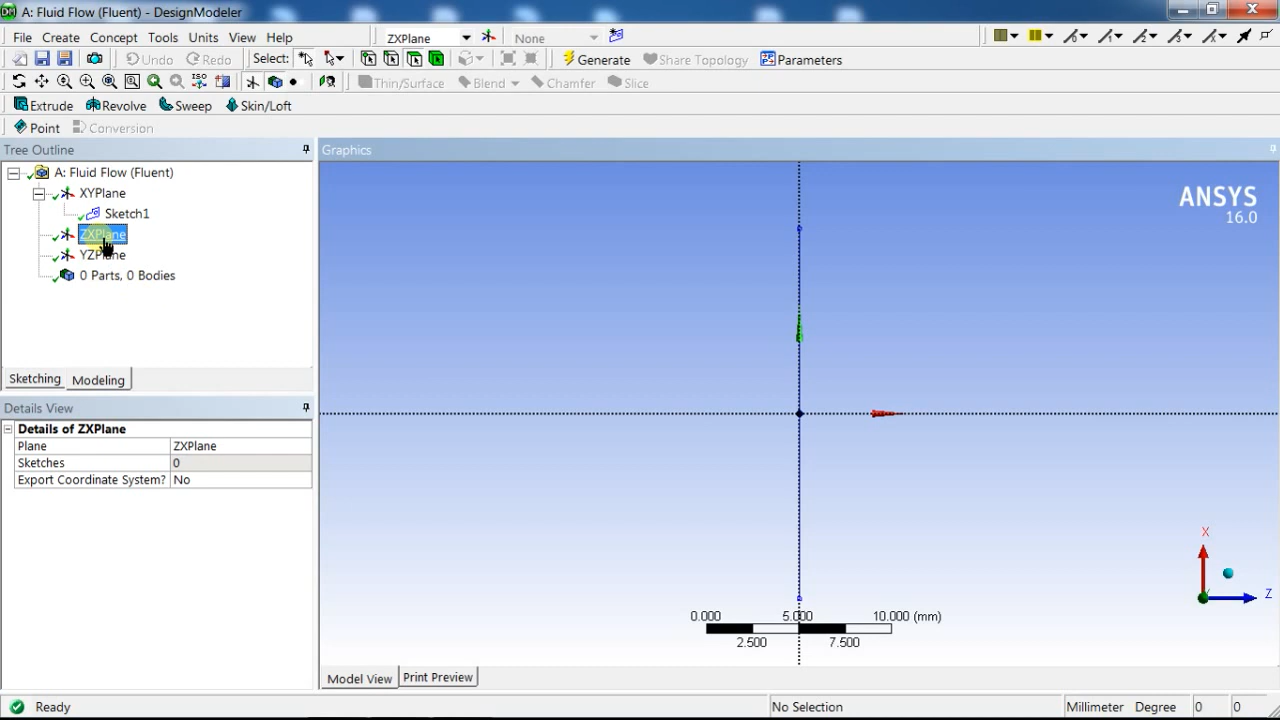 A: Fluid Flow (Fluent) - DesignModeler
File Create Concept Tools Units View Help
ZXPlane
None
Undo Redo Select: Generate Share Topology Parameters
ISO Thin/Surface Blend Chamfer Slice
Extrude Revolve Sweep Skin/Loft
Point Conversion
Tree Outline
Graphics
A: Fluid Flow (Fluent)
XYPlane
Sketch1
ZXPlane
YZPlane
0 Parts, 0 Bodies
Sketching Modeling
Details View
Details of ZXPlane
Plane ZXPlane
Sketches 0
Export Coordinate System? No
ANSYS
16.0
X
Z
0.000 5.000 10.000 (mm)
2.500 7.500
Model View Print Preview
Ready
No Selection
Millimeter Degree 0 0